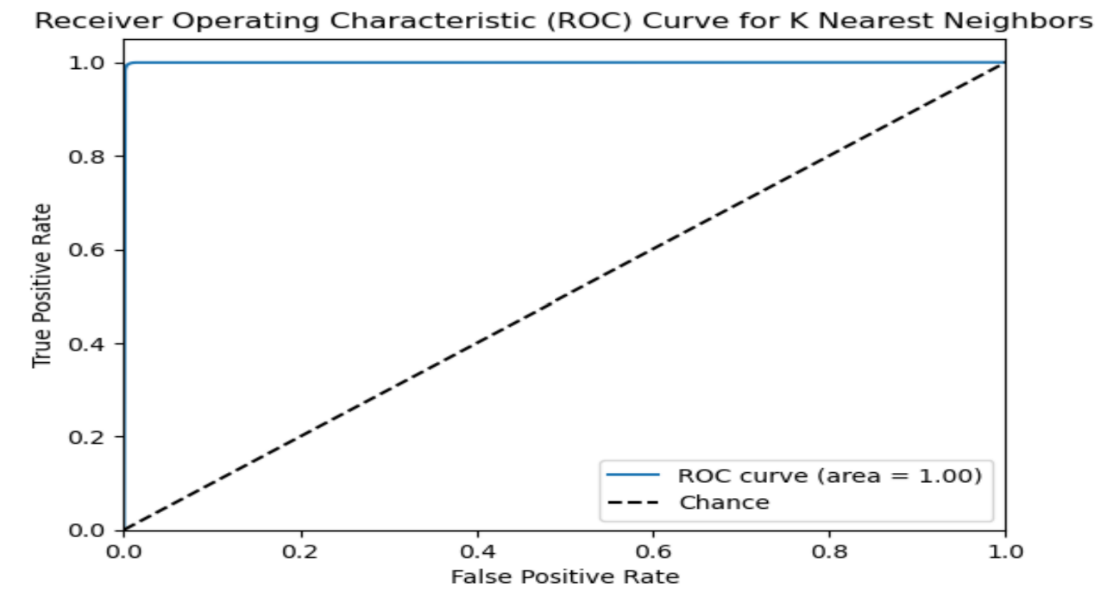 Receiver Operating Characteristic (ROC) Curve for K Nearest Neighbors
1.0
0.8
0.6
0.4
0.2
0.0
True Positive Rate
ROC curve (area = 1.00)
Chance
0.0 0.2 0.4 0.6 0.8 1.0
False Positive Rate